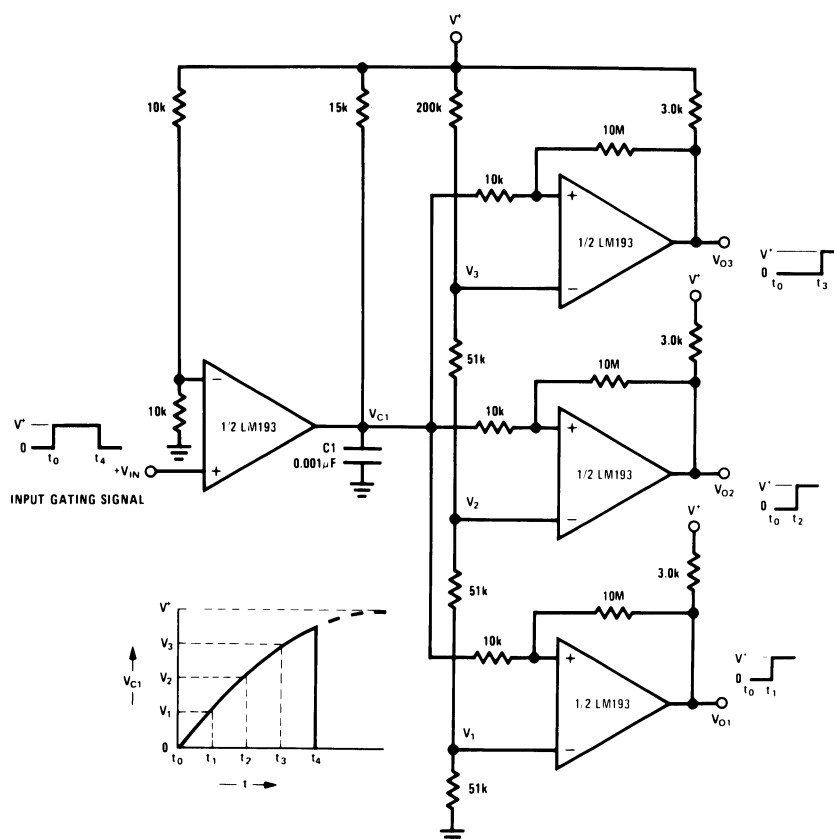 V+
10k
15k
200k
3.0k
10M
10k
+
1/2 LM193
−
V3
VO3
V+
0
t0
t3
V+
51k
3.0k
10M
10k
−
+
1/2 LM193
10k
VC1
C1
0.001μF
V+
0
t0
t4
+VIN
INPUT GATING SIGNAL
+
1/2 LM193
−
V2
VO2
V+
0
t0
t2
V+
51k
3.0k
10M
10k
+
1/2 LM193
−
V1
VO1
V+
0
t0
t1
51k
V+
V3
VC1
V2
V1
0
t0
t1
t2
t3
t4
t